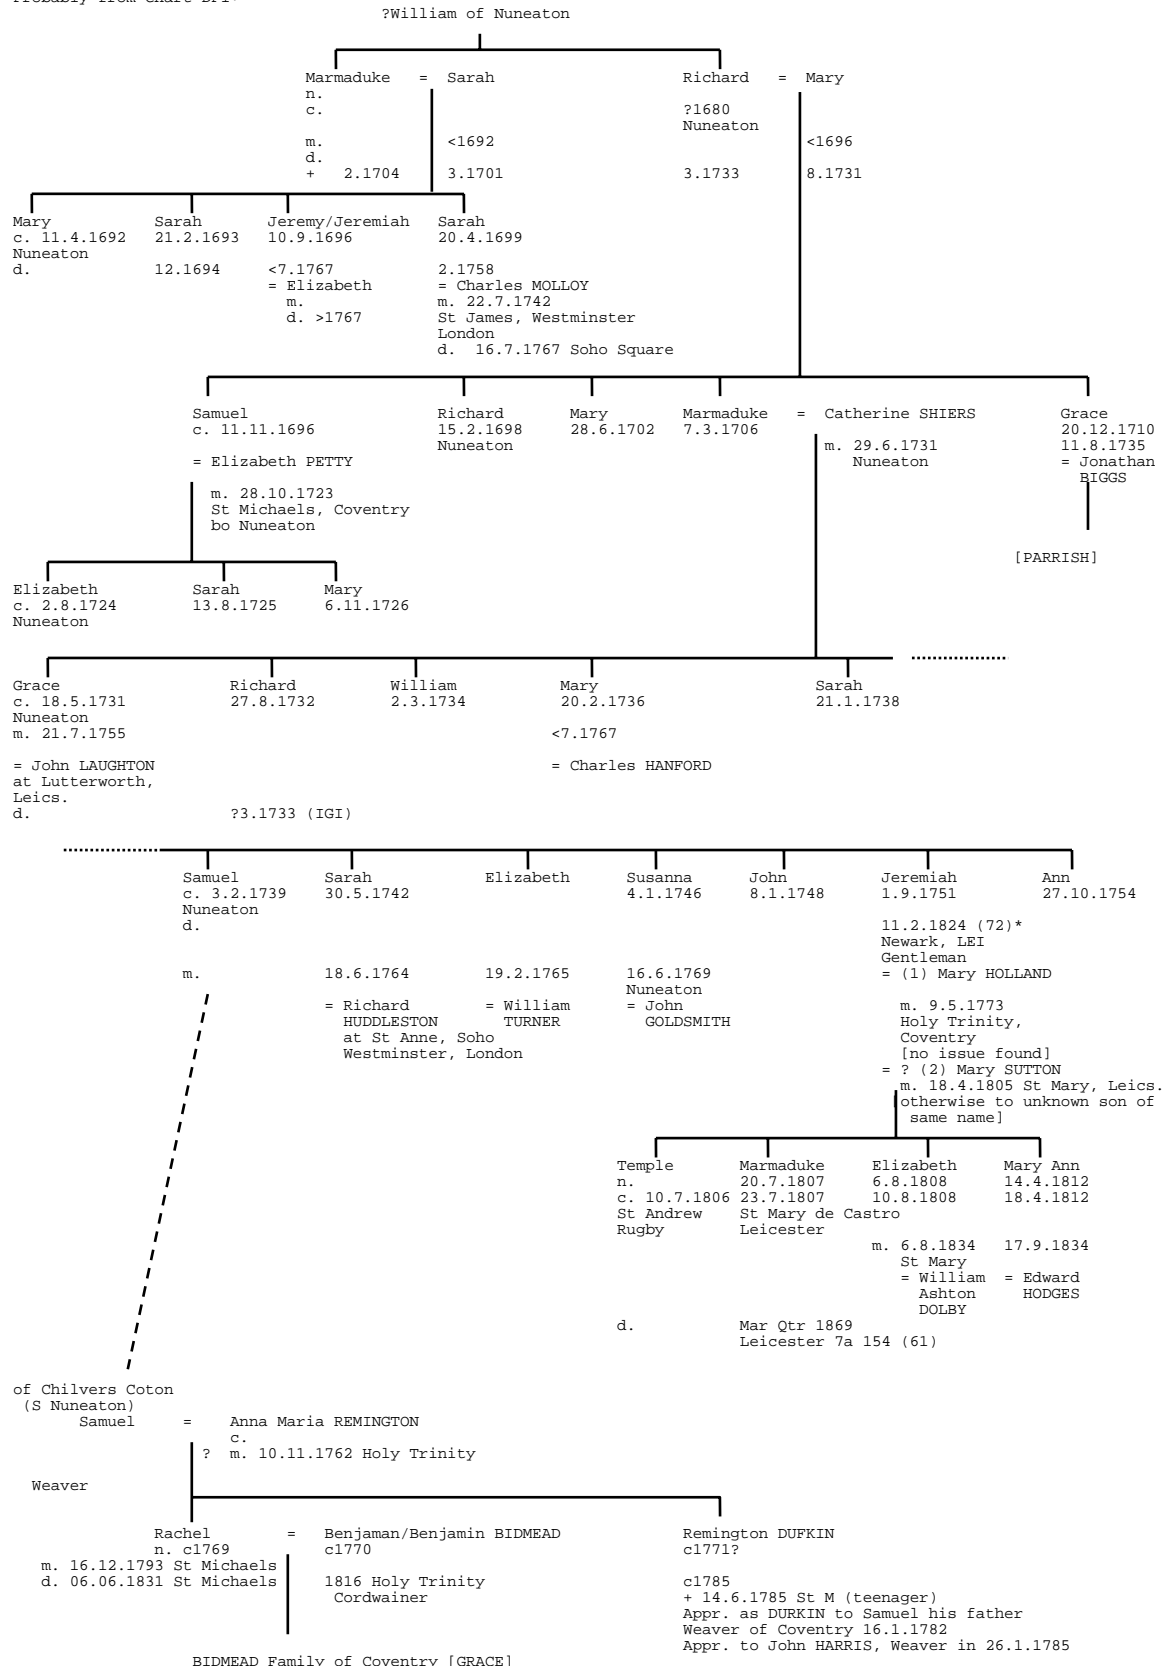 ?William of Nuneaton
Marmaduke = Sarah Richard = Mary
n.
c. ?1680
Nuneaton
m. <1692 <1696
d.
+ 2.1704 3.1701 3.1733 8.1731
Mary Sarah Jeremy/Jeremiah Sarah
c. 11.4.1692 21.2.1693 10.9.1696 20.4.1699
Nuneaton
d. 12.1694 <7.1767 2.1758
= Elizabeth = Charles MOLLOY
m. m. 22.7.1742
d. >1767 St James, Westminster
London
d. 16.7.1767 Soho Square
Samuel Richard Mary Marmaduke = Catherine SHIERS Grace
c. 11.11.1696 15.2.1698 28.6.1702 7.3.1706 20.12.1710
Nuneaton m. 29.6.1731 11.8.1735
= Elizabeth PETTY Nuneaton = Jonathan
BIGGS
m. 28.10.1723
St Michaels, Coventry
bo Nuneaton
[PARRISH]
Elizabeth Sarah Mary
c. 2.8.1724 13.8.1725 6.11.1726
Nuneaton
Grace Richard William Mary Sarah
c. 18.5.1731 27.8.1732 2.3.1734 20.2.1736 21.1.1738
Nuneaton
m. 21.7.1755 <7.1767
= John LAUGHTON = Charles HANFORD
at Lutterworth,
Leics.
d. ?3.1733 (IGI)
Samuel Sarah Elizabeth Susanna John Jeremiah Ann
c. 3.2.1739 30.5.1742 4.1.1746 8.1.1748 1.9.1751 27.10.1754
Nuneaton
d. 11.2.1824 (72)*
Newark, LEI
Gentleman
m. 18.6.1764 19.2.1765 16.6.1769 = (1) Mary HOLLAND
Nuneaton
= Richard = William = John m. 9.5.1773
HUDDLESTON TURNER GOLDSMITH Holy Trinity,
at St Anne, Soho Coventry
Westminster, London [no issue found]
= ? (2) Mary SUTTON
m. 18.4.1805 St Mary, Leics.
[otherwise to unknown son of
same name]
Temple Marmaduke Elizabeth Mary Ann
n. 20.7.1807 6.8.1808 14.4.1812
c. 10.7.1806 23.7.1807 10.8.1808 18.4.1812
St Andrew St Mary de Castro
Rugby Leicester
m. 6.8.1834 17.9.1834
St Mary
= William = Edward
Ashton HODGES
DOLBY
d. Mar Qtr 1869
Leicester 7a 154 (61)
of Chilvers Coton
(S Nuneaton)
Samuel = Anna Maria REMINGTON
c.
? m. 10.11.1762 Holy Trinity
Weaver
Rachel = Benjaman/Benjamin BIDMEAD Remington DUFKIN
n. c1769 c1770 c1771?
m. 16.12.1793 St Michaels
d. 06.06.1831 St Michaels 1816 Holy Trinity c1785
Cordwainer + 14.6.1785 St M (teenager)
Appr. as DURKIN to Samuel his father
Weaver of Coventry 16.1.1782
Appr. to John HARRIS, Weaver in 26.1.1785
BIDMEAD Family of Coventry [GRACE]